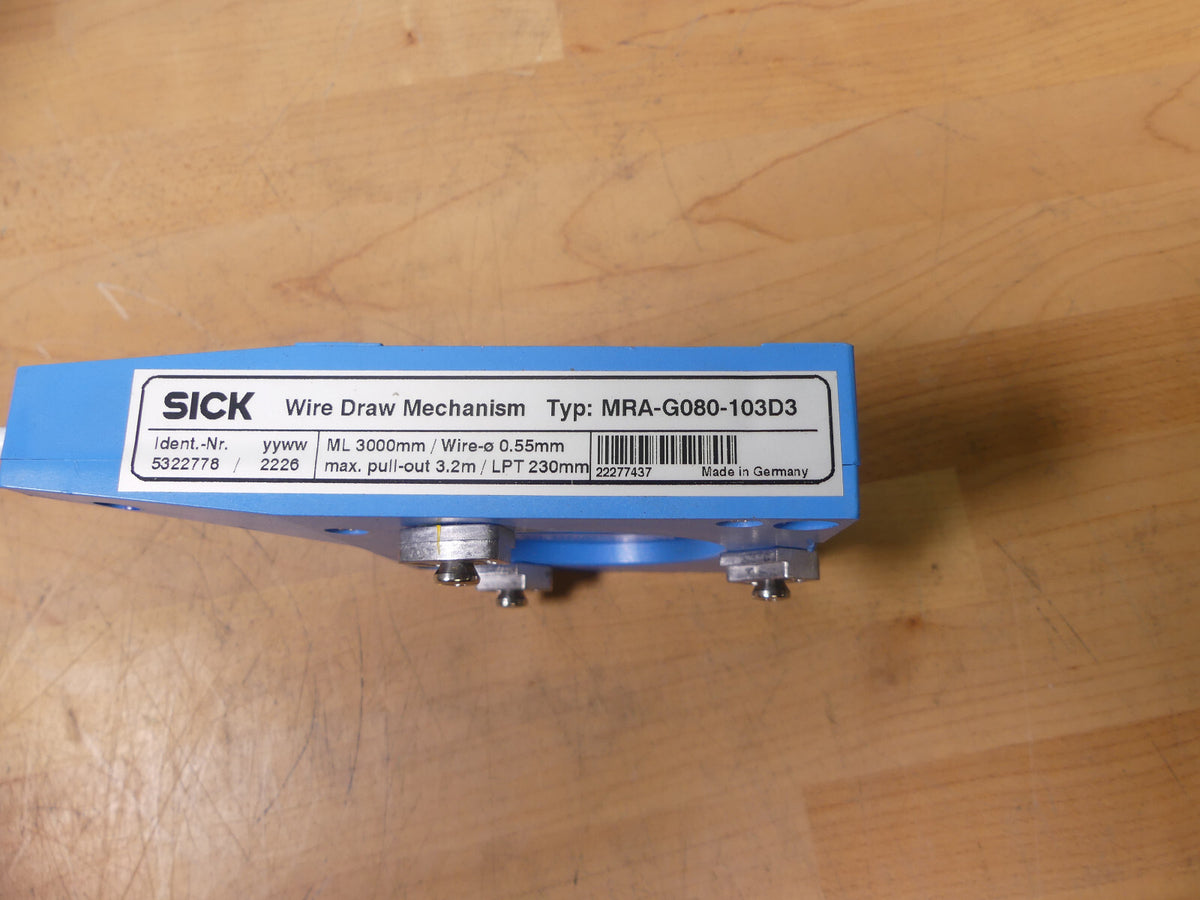 SICK Wire Draw Mechanism Typ: MRA-G080-103D3
Ident.-Nr. yyww
5322778 / 2226
ML 3000mm / Wire-ø 0.55mm
max. pull-out 3.2m / LPT 230mm
22277437 Made in Germany